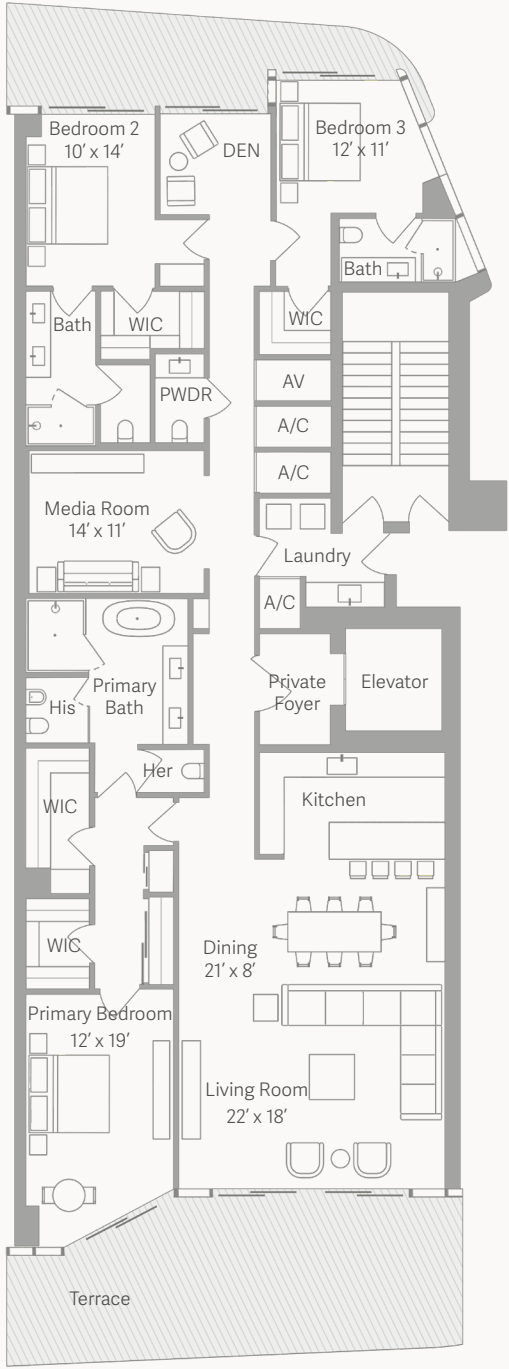 Bedroom 2
10′ x 14′
DEN
Bedroom 3
12′ x 11′
Bath
Bath
WIC
WIC
PWDR
AV
A/C
A/C
Media Room
14′ x 11′
Laundry
A/C
Primary
Bath
His
Private
Foyer
Elevator
Her
WIC
Kitchen
WIC
Dining
21′ x 8′
Primary Bedroom
12′ x 19′
Living Room
22′ x 18′
Terrace